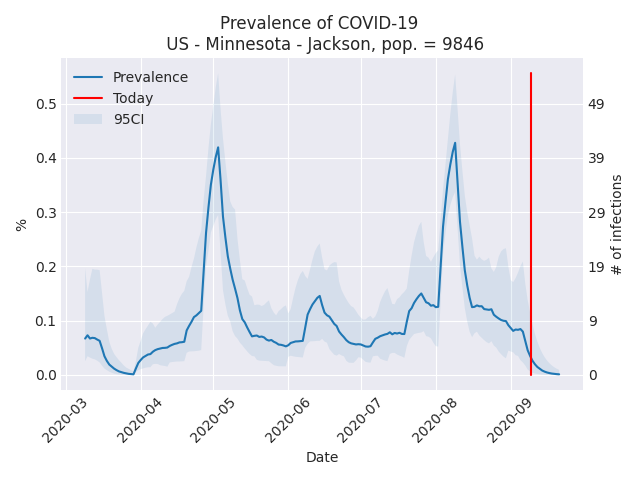 Prevalence of COVID-19
US - Minnesota - Jackson, pop. = 9846
Prevalence
Today
95CI
0.5
0.4
0.3
0.2
0.1
0.0
%
49
39
29
19
9
0
# of infections
2020-03
2020-04
2020-05
2020-06
2020-07
2020-08
2020-09
Date